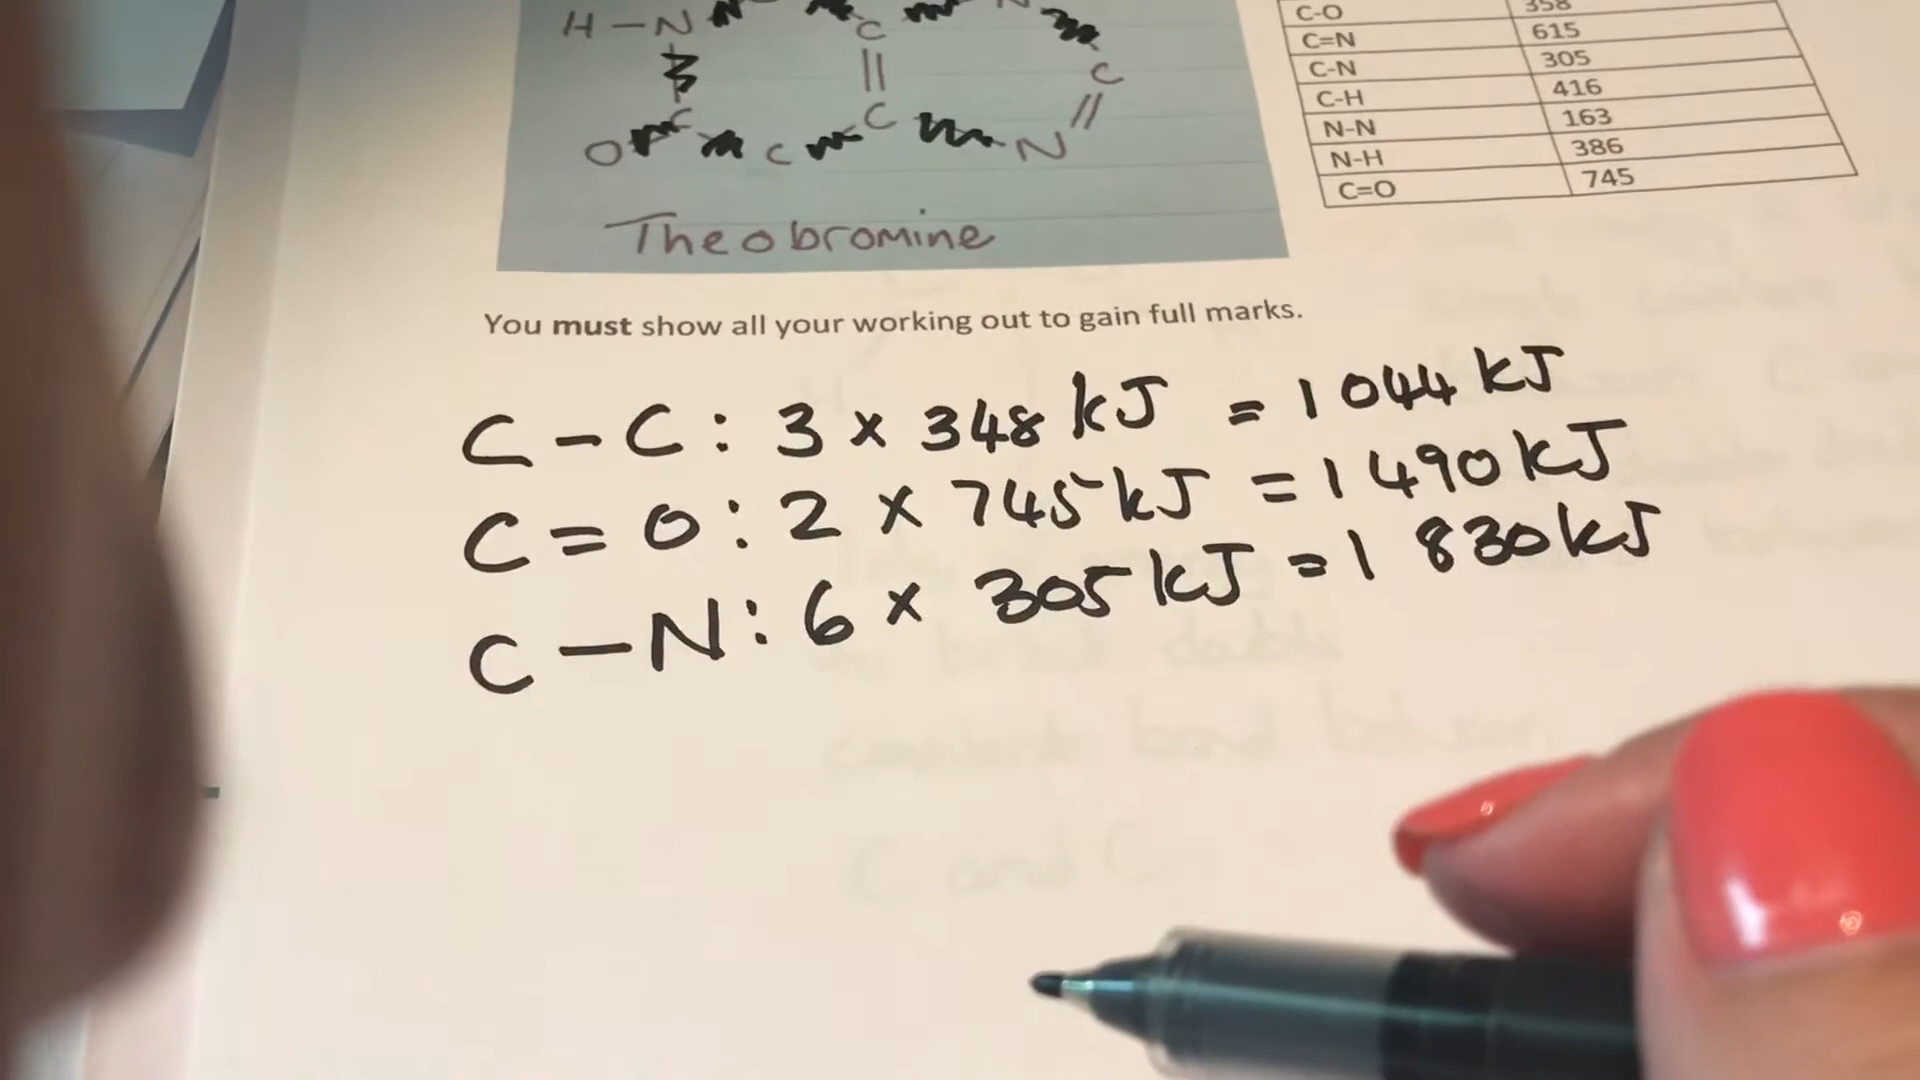 H - N C N
C-O 358
C=N 615
C
C-N 305
C-H 416
O C C C N
N-N 163
N-H 386
C=O 745
Theobromine
You must show all your working out to gain full marks.
C - C : 3 x 348 kJ = 1044 kJ
C = O : 2 x 745 kJ = 1490 kJ
C - N : 6 x 305 kJ = 1 830 kJ